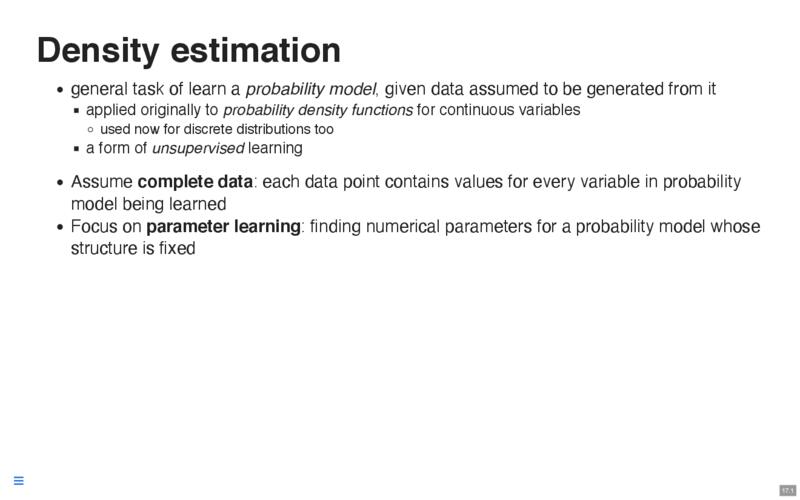 Density estimation
general task of learn a probability model, given data assumed to be generated from it
applied originally to probability density functions for continuous variables
used now for discrete distributions too
a form of unsupervised learning
Assume complete data: each data point contains values for every variable in probability
model being learned
Focus on parameter learning: finding numerical parameters for a probability model whose
structure is fixed
17.1